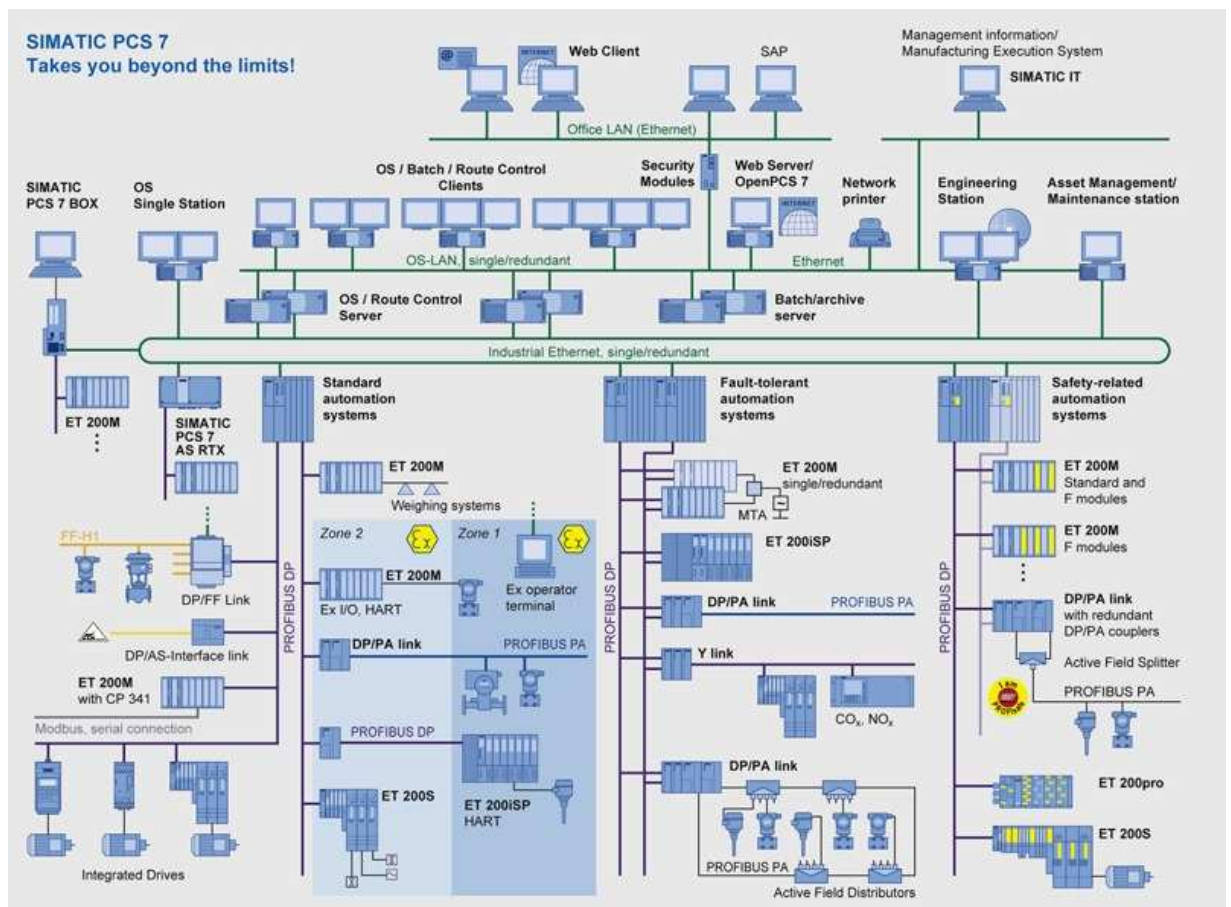 SIMATIC PCS 7
Takes you beyond the limits!
INTERNET
Web Client
SAP
Management information/
Manufacturing Execution System
SIMATIC IT
Office LAN (Ethernet)
SIMATIC
PCS 7 BOX
OS
Single Station
OS / Batch / Route Control
Clients
Security
Modules
Web Server/
OpenPCS 7
INTERNET
Network
printer
Engineering
Station
Asset Management/
Maintenance station
OS-LAN, single/redundant
Ethernet
OS / Route Control
Server
Batch/archive
server
Industrial Ethernet, single/redundant
ET 200M
SIMATIC
PCS 7
AS RTX
Standard
automation
systems
Fault-tolerant
automation
systems
Safety-related
automation
systems
ET 200M
Weighing systems
ET 200M
single/redundant
MTA
ET 200M
Standard and
F modules
FF-H1
DP/FF Link
PROFIBUS DP
Zone 2
Ex
Zone 1
Ex
Ex operator
terminal
ET 200M
Ex I/O, HART
ET 200iSP
PROFIBUS DP
PROFIBUS DP
ET 200M
F modules
DP/AS-Interface link
DP/PA link
PROFIBUS PA
DP/PA link
PROFIBUS PA
DP/PA link
with redundant
DP/PA couplers
Active Field Splitter
ET 200M
with CP 341
Modbus, serial connection
PROFIBUS DP
Y link
COx, NOx
I am
PROFIsafe
PROFIBUS PA
Integrated Drives
ET 200S
ET 200iSP
HART
DP/PA link
PROFIBUS PA
Active Field Distributors
ET 200pro
ET 200S